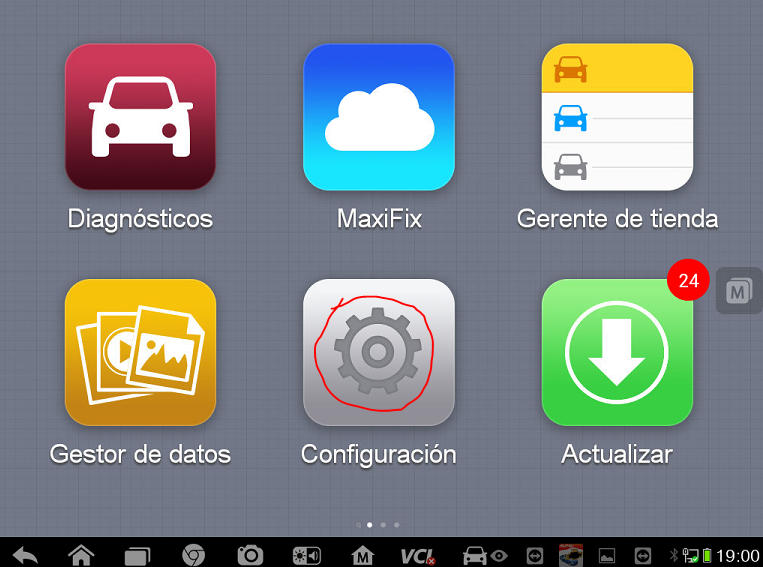 Diagnósticos
MaxiFix
Gerente de tienda
24
M
Gestor de datos
Configuración
Actualizar
M
VCI
19:00